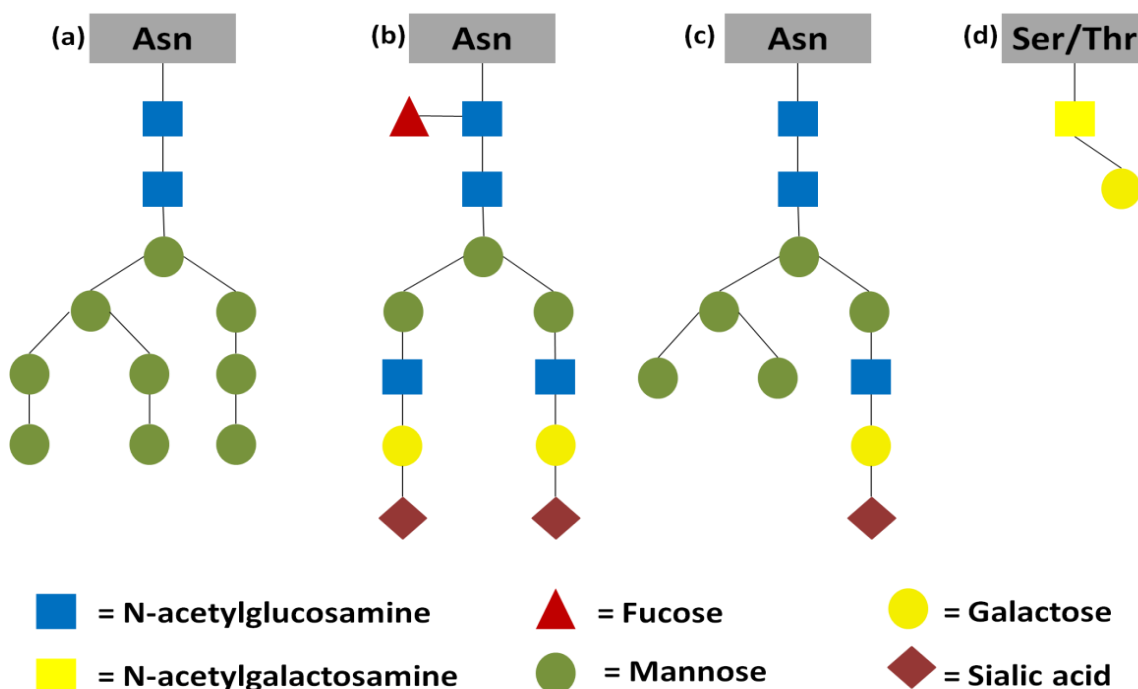 (a) Asn (b) Asn (c) Asn (d) Ser/Thr
= N-acetylglucosamine = Fucose = Galactose
= N-acetylgalactosamine = Mannose = Sialic acid